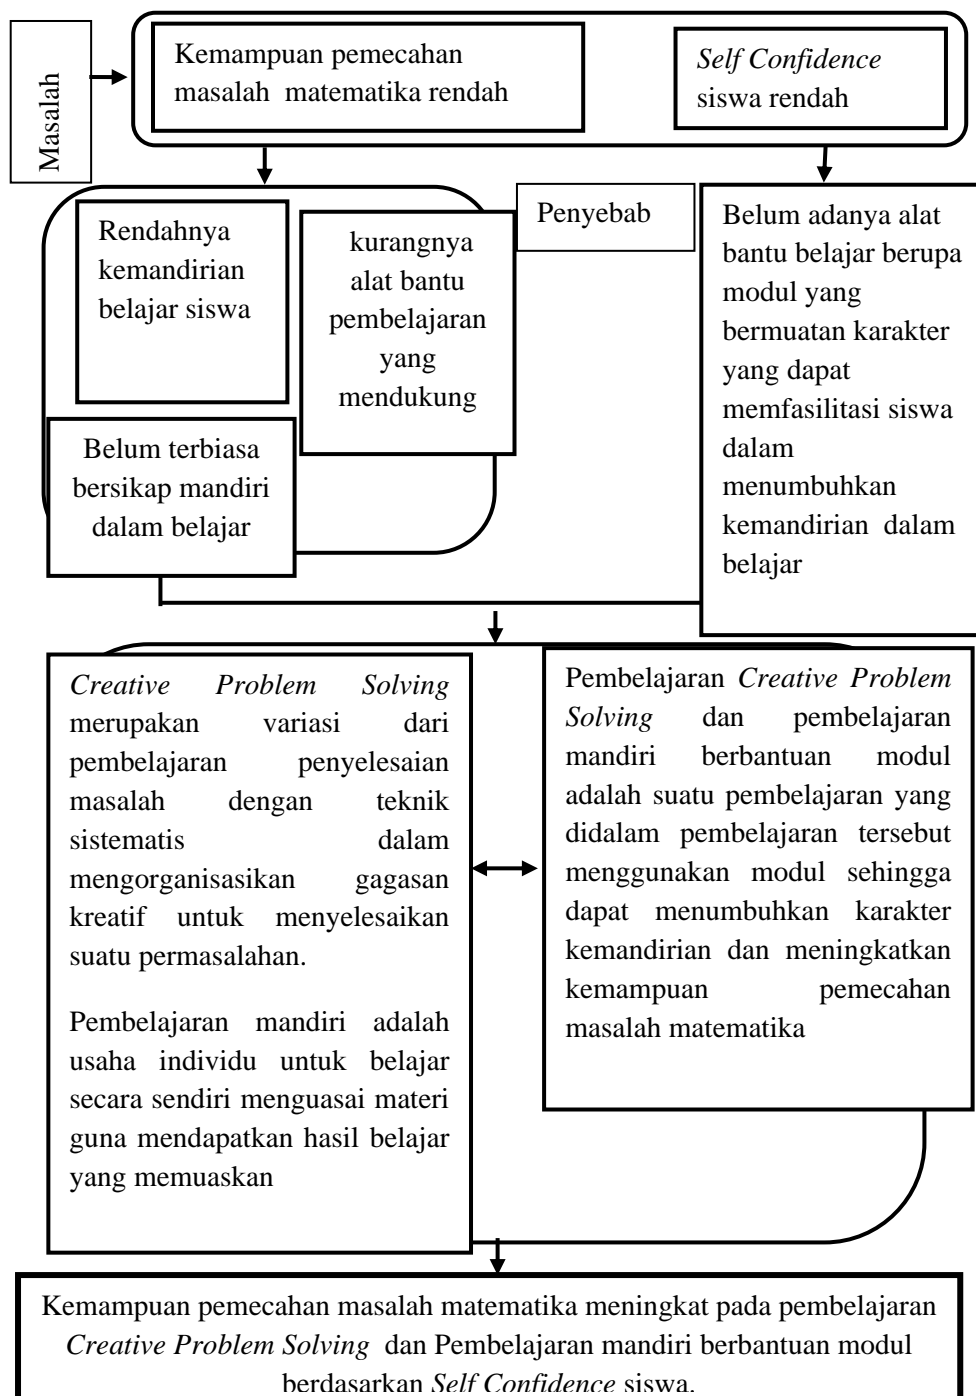 Masalah
Kemampuan pemecahan
masalah matematika rendah
Self Confidence
siswa rendah
Rendahnya
kemandirian
belajar siswa
kurangnya
alat bantu
pembelajaran
yang
mendukung
Belum terbiasa
bersikap mandiri
dalam belajar
Penyebab
Belum adanya alat
bantu belajar berupa
modul yang
bermuatan karakter
yang dapat
memfasilitasi siswa
dalam
menumbuhkan
kemandirian dalam
belajar
Creative Problem Solving
merupakan variasi dari
pembelajaran penyelesaian
masalah dengan teknik
sistematis dalam
mengorganisasikan gagasan
kreatif untuk menyelesaikan
suatu permasalahan.
Pembelajaran mandiri adalah
usaha individu untuk belajar
secara sendiri menguasai materi
guna mendapatkan hasil belajar
yang memuaskan
Pembelajaran Creative Problem
Solving dan pembelajaran
mandiri berbantuan modul
adalah suatu pembelajaran yang
didalam pembelajaran tersebut
menggunakan modul sehingga
dapat menumbuhkan karakter
kemandirian dan meningkatkan
kemampuan pemecahan
masalah matematika
Kemampuan pemecahan masalah matematika meningkat pada pembelajaran
Creative Problem Solving dan Pembelajaran mandiri berbantuan modul
berdasarkan Self Confidence siswa.